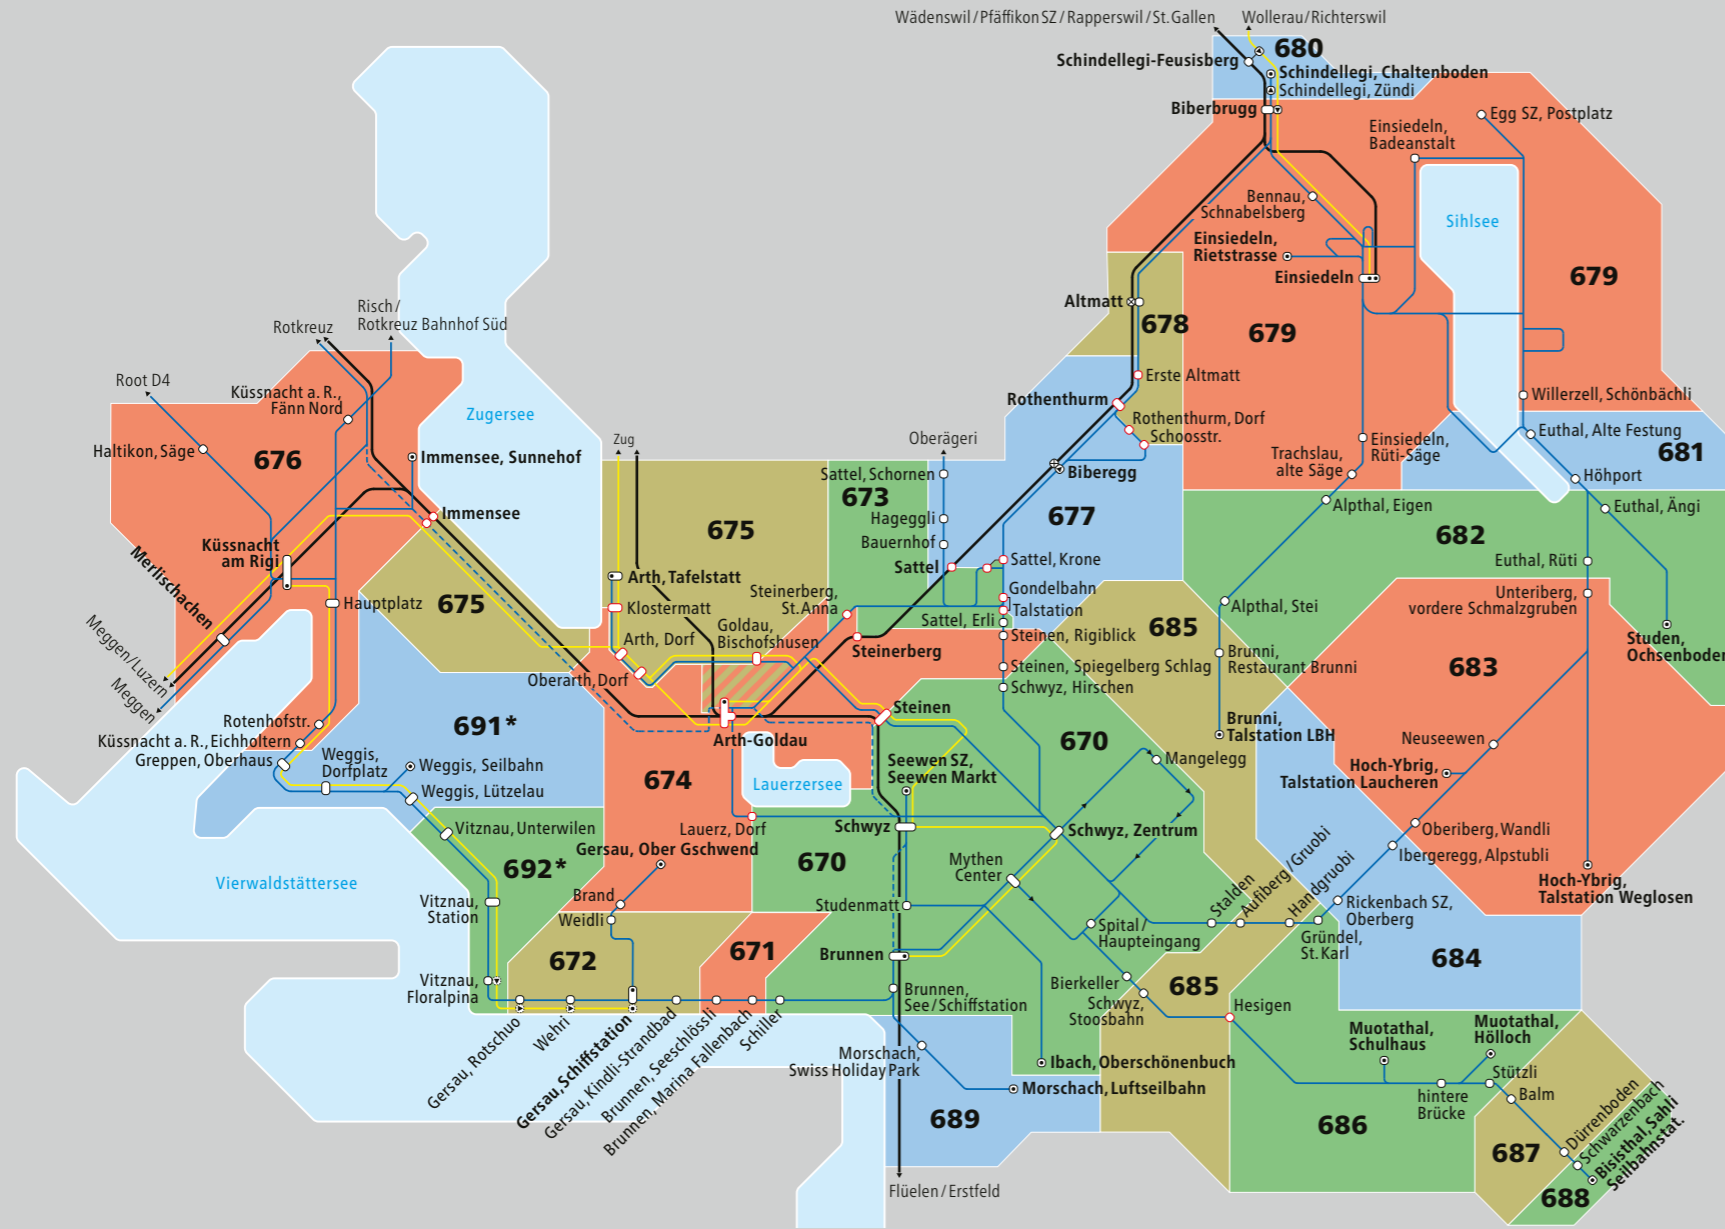 Wädenswil / Pfäffikon SZ / Rapperswil / St. Gallen
Wollerau / Richterswil
680
Schindellegi-Feusisberg
Schindellegi, Chaltenboden
Schindellegi, Zündi
Biberbrugg
Egg SZ, Postplatz
Einsiedeln,
Badeanstalt
Bennau,
Schnabelsberg
Sihlsee
Einsiedeln,
Rietstrasse
Einsiedeln
679
679
Altmatt
678
Erste Altmatt
Rothenthurm
Rothenthurm, Dorf
Schoosstr.
Biberegg
Willerzell, Schönbächli
Euthal, Alte Festung
681
Höhport
Einsiedeln,
Rüti-Säge
Trachslau,
alte Säge
Alpthal, Eigen
Euthal, Ängi
682
Euthal, Rüti
Risch /
Rotkreuz Bahnhof Süd
Rotkreuz
Root D4
Küssnacht a. R.,
Fänn Nord
Zugersee
Haltikon, Säge
676
Immensee, Sunnehof
Immensee
Küssnacht
am Rigi
Merlischachen
Hauptplatz
675
Meggen / Luzern
Meggen
Zug
675
Arth, Tafelstatt
Klostermatt
Arth, Dorf
Oberarth, Dorf
Goldau,
Bischofshusen
Steinerberg,
St. Anna
Steinerberg
Oberägeri
Sattel, Schornen
673
Hageggli
Bauernhof
Sattel
677
Sattel, Krone
Gondelbahn
Talstation
Sattel, Erli
Steinen, Rigiblick
Steinen, Spiegelberg Schlag
Schwyz, Hirschen
685
Alpthal, Stei
Brunni,
Restaurant Brunni
Brunni,
Talstation LBH
Unteriberg,
vordere Schmalzgruben
Studen,
Ochsenboden
683
Neuseewen
Hoch-Ybrig,
Talstation Laucheren
Oberiberg, Wandli
Ibergeregg, Alpstubli
Hoch-Ybrig,
Talstation Weglosen
Rickenbach SZ,
Oberberg
684
Rotenhofstr.
Küssnacht a. R., Eichholtern
Greppen, Oberhaus
691*
Weggis,
Dorfplatz
Weggis, Seilbahn
Weggis, Lützelau
Vitznau, Unterwilen
692*
Vierwaldstättersee
Vitznau,
Station
Vitznau,
Floralpina
Arth-Goldau
Steinen
Lauerzersee
674
Lauerz, Dorf
Gersau, Ober Gschwend
Brand
Weidli
672
671
670
Seewen SZ,
Seewen Markt
Schwyz
670
Mangelegg
Schwyz, Zentrum
Mythen
Center
Studenmatt
Brunnen
Brunnen,
See / Schiffstation
Spital /
Haupteingang
Stalden
Aufiberg / Gruobi
Handgruobi
Gründel,
St. Karl
Bierkeller
Schwyz,
Stoosbahn
685
Hesigen
Ibach, Oberschönenbuch
Morschach,
Swiss Holiday Park
Morschach, Luftseilbahn
689
Flüelen / Erstfeld
Gersau, Rotschuo
Wehri
Gersau, Schiffstation
Gersau, Kindli-Strandbad
Brunnen, Seeschlössli
Brunnen, Marina Fallenbach
Schiller
Muotathal,
Schulhaus
Muotathal,
Hölloch
Stützli
hintere
Brücke
Balm
686
687
Dürrenboden
Schwarzenbach
Bisisthal, Sahli
Seilbahnstat.
688